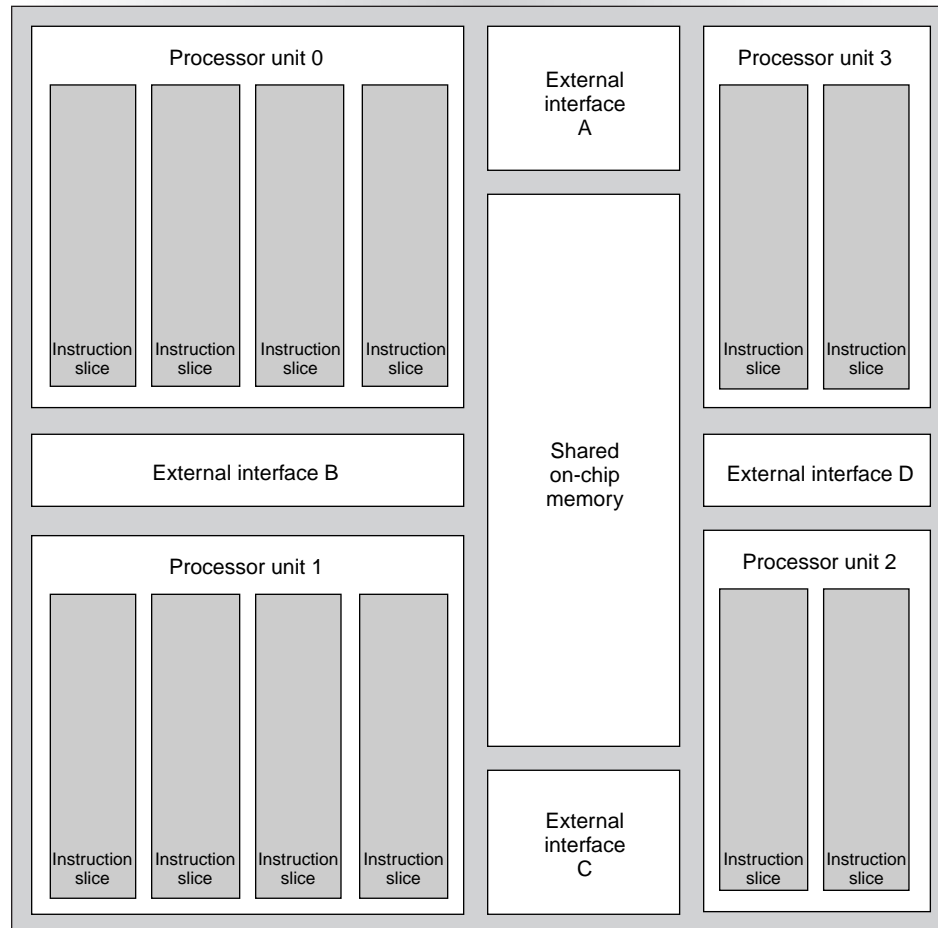 Processor unit 0
Instruction
slice
Instruction
slice
Instruction
slice
Instruction
slice
External
interface
A
Processor unit 3
Instruction
slice
Instruction
slice
External interface B
Shared
on-chip
memory
External interface D
Processor unit 1
Instruction
slice
Instruction
slice
Instruction
slice
Instruction
slice
External
interface
C
Processor unit 2
Instruction
slice
Instruction
slice